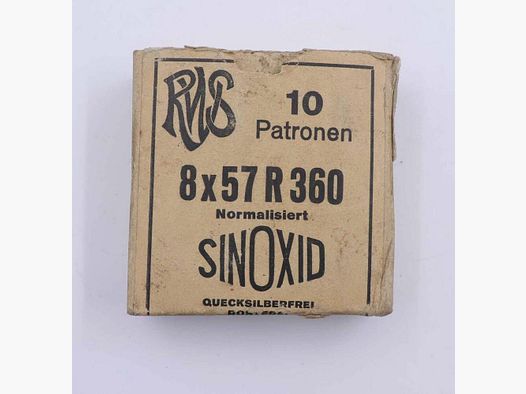 RWS
10
Patronen
8x57 R 360
Normalisiert
SINOXID
QUECKSILBERFREI